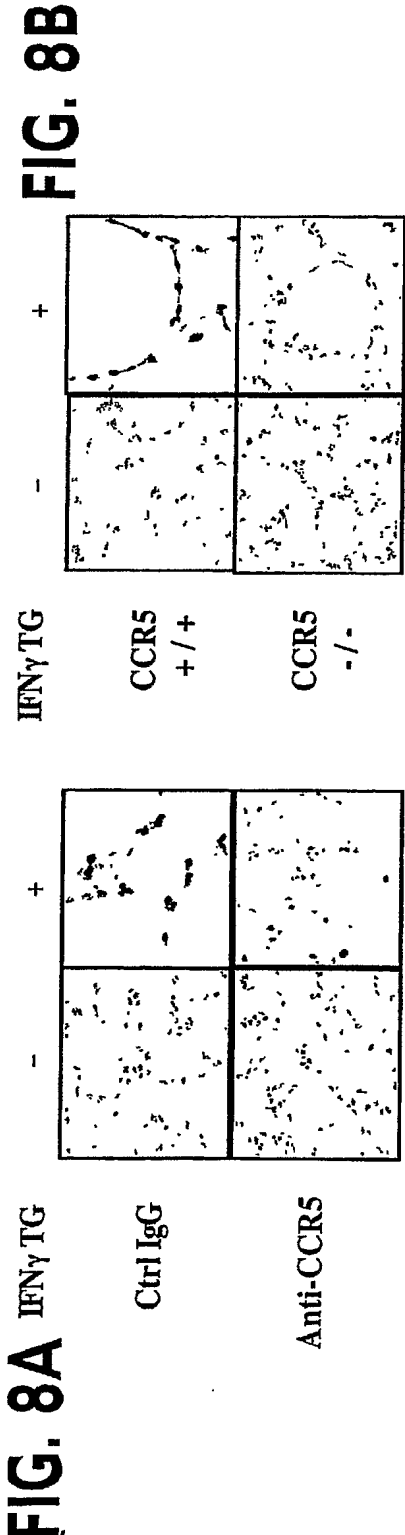 FIG. 8A
IFNγ TG
−
+
Ctrl IgG
Anti-CCR5
FIG. 8B
IFNγ TG
−
+
CCR5
+/+
CCR5
-/-